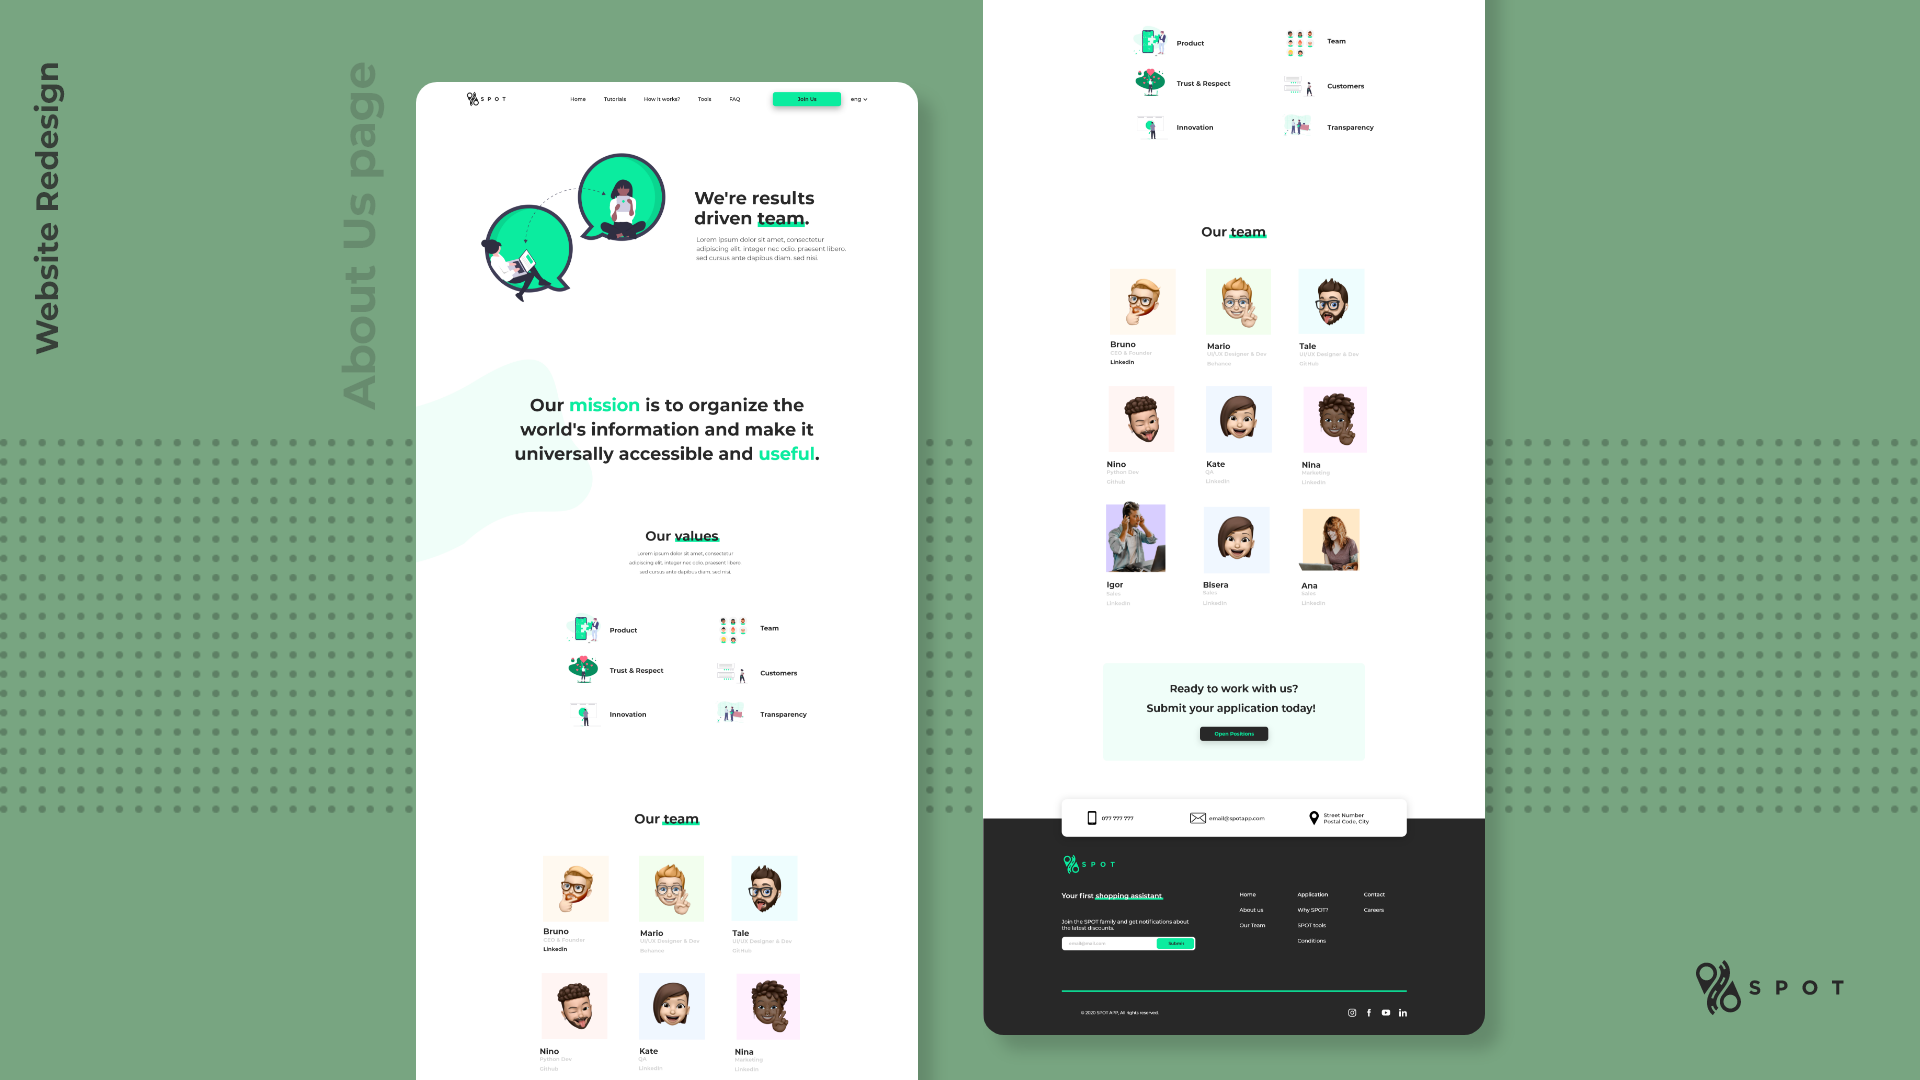 Website Redesign
About Us page
SPOT
Home
Tutorials
How it works?
Tools
FAQ
Join Us
eng
We're results
driven team.
Lorem ipsum dolor sit amet, consectetur
adipiscing elit. integer nec odio. praesent libero.
sed cursus ante dapibus diam. sed nisi.
Our mission is to organize the
world's information and make it
universally accessible and useful.
Our values
Lorem ipsum dolor sit amet, consectetur
adipiscing elit. integer nec odio. praesent libero.
sed cursus ante dapibus diam. sed nisi.
Product
Team
Trust & Respect
Customers
Innovation
Transparency
Our team
Bruno
CEO & Founder
Linkedin
Mario
UI/UX Designer & Dev
Behance
Tale
UI/UX Designer & Dev
GitHub
Nino
Python Dev
Github
Kate
QA
Linkedin
Nina
Marketing
Linkedin
Product
Team
Trust & Respect
Customers
Innovation
Transparency
Our team
Bruno
CEO & Founder
Linkedin
Mario
UI/UX Designer & Dev
Behance
Tale
UI/UX Designer & Dev
GitHub
Nino
Python Dev
Github
Kate
QA
Linkedin
Nina
Marketing
Linkedin
Igor
Sales
Linkedin
Bisera
Sales
Linkedin
Ana
Sales
Linkedin
Ready to work with us?
Submit your application today!
Open Positions
077 777 777
email@spotapp.com
Street Number
Postal Code, City
SPOT
Your first shopping assistant
Join the SPOT family and get notifications about
the latest discounts.
Submit
Home
About us
Our Team
Application
Why SPOT?
SPOT tools
Conditions
Contact
Careers
© 2020 SPOT APP, All rights reserved.
SPOT